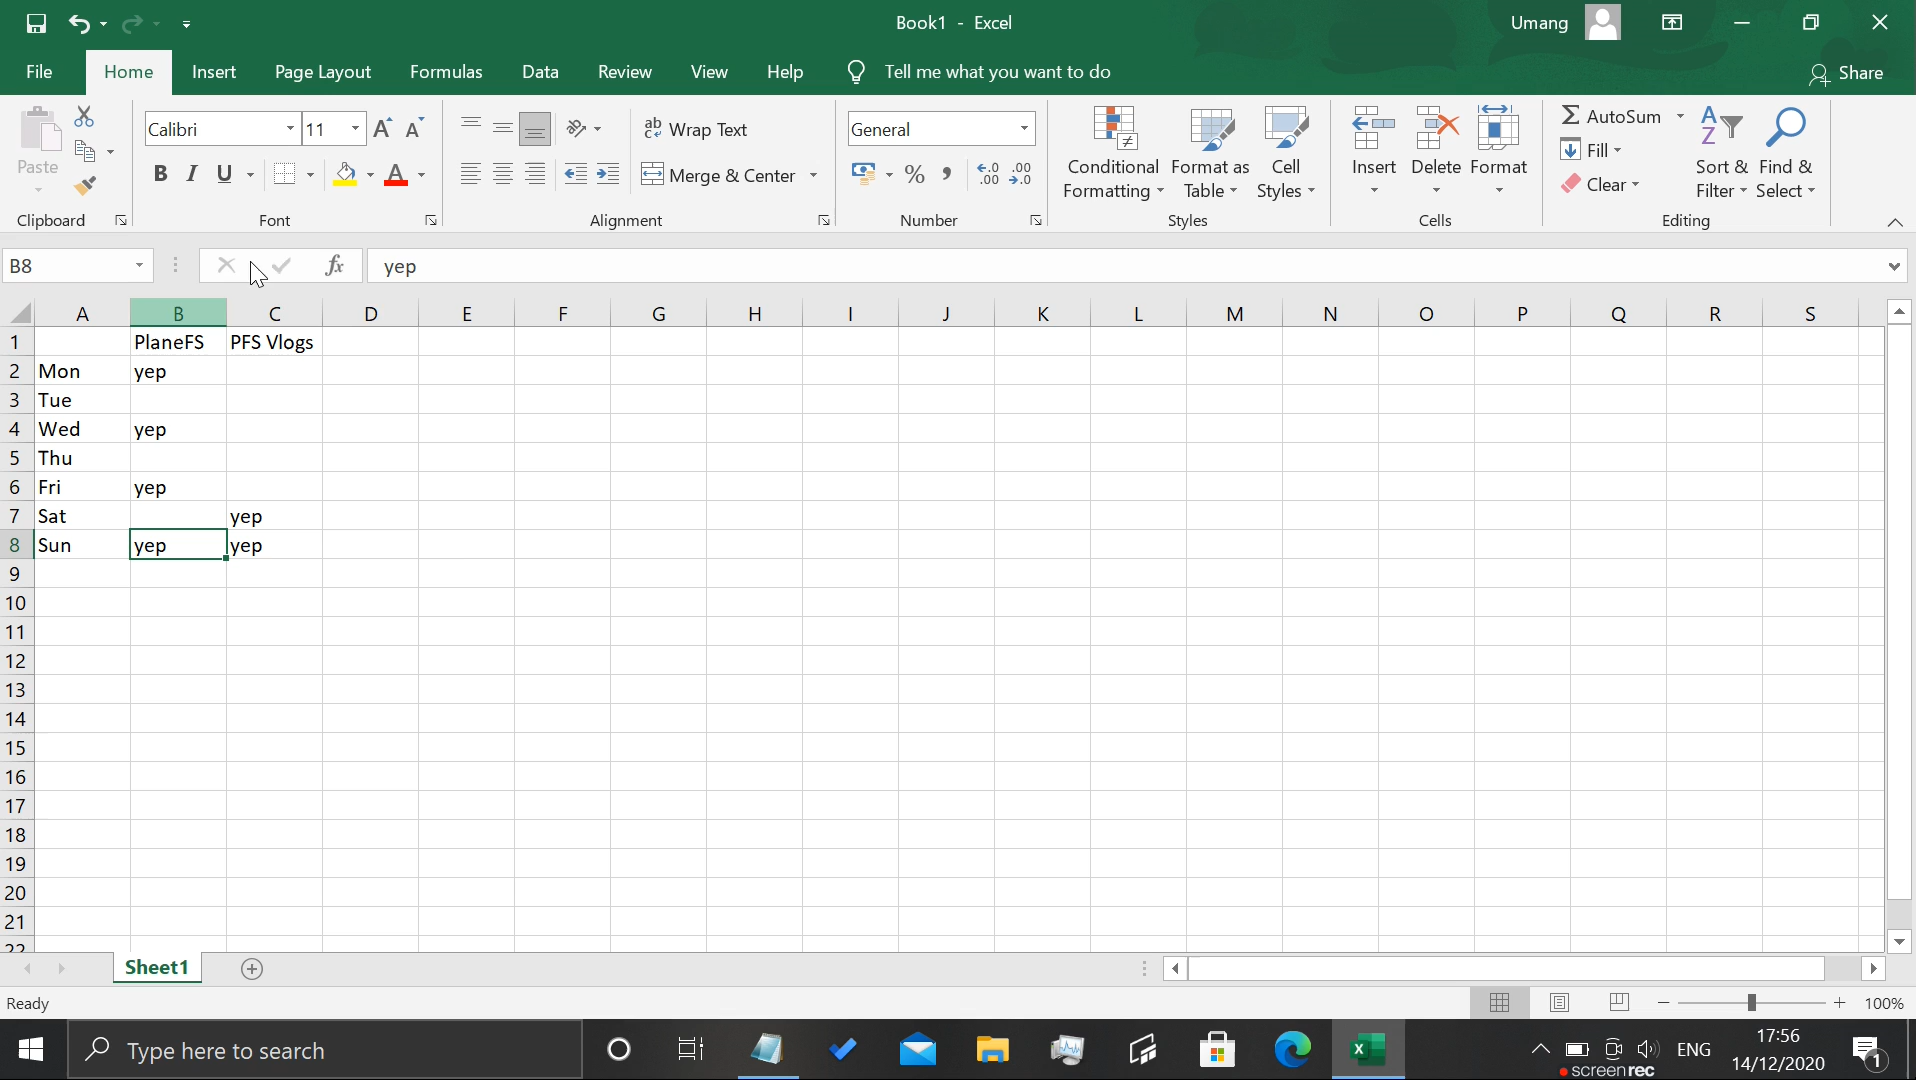 Book1 - Excel
Umang
File Home Insert Page Layout Formulas Data Review View Help Tell me what you want to do Share
Calibri 11 A A ab Wrap Text General AutoSum
Paste B I U A Merge & Center % , Conditional Formatting Format as Table Cell Styles Insert Delete Format Fill Clear Sort & Filter Find & Select
Clipboard Font Alignment Number Styles Cells Editing
B8 fx yep
A B C D E F G H I J K L M N O P Q R S
1 PlaneFS PFS Vlogs
2 Mon yep
3 Tue
4 Wed yep
5 Thu
6 Fri yep
7 Sat yep
8 Sun yep yep
9
10
11
12
13
14
15
16
17
18
19
20
21
22
Sheet1
Ready 100%
Type here to search ENG 17:56
14/12/2020 1
screenrec